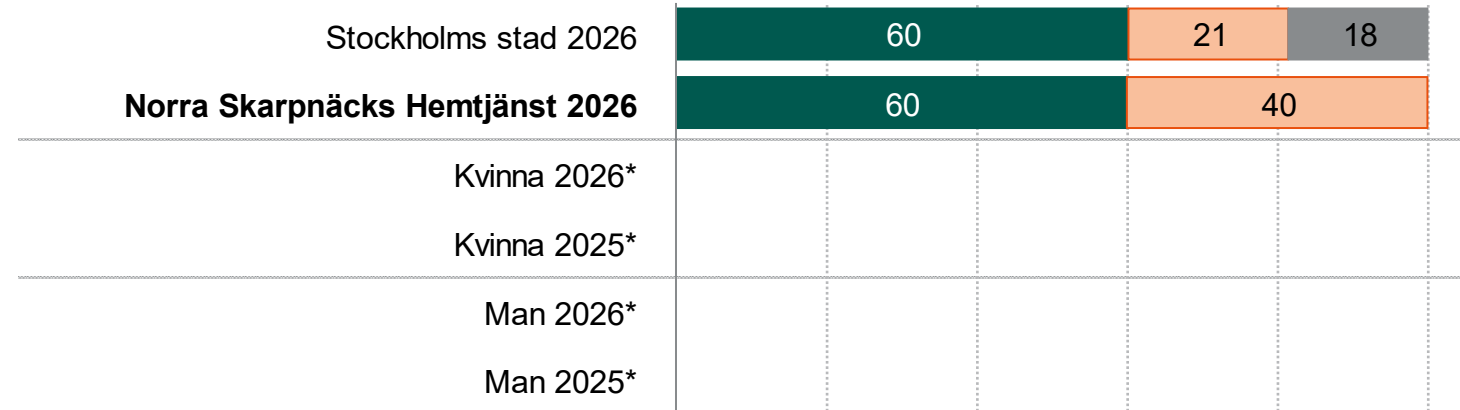 Stockholms stad 2026 60 21 18
Norra Skarpnäcks Hemtjänst 2026 60 40
Kvinna 2026*
Kvinna 2025*
Man 2026*
Man 2025*